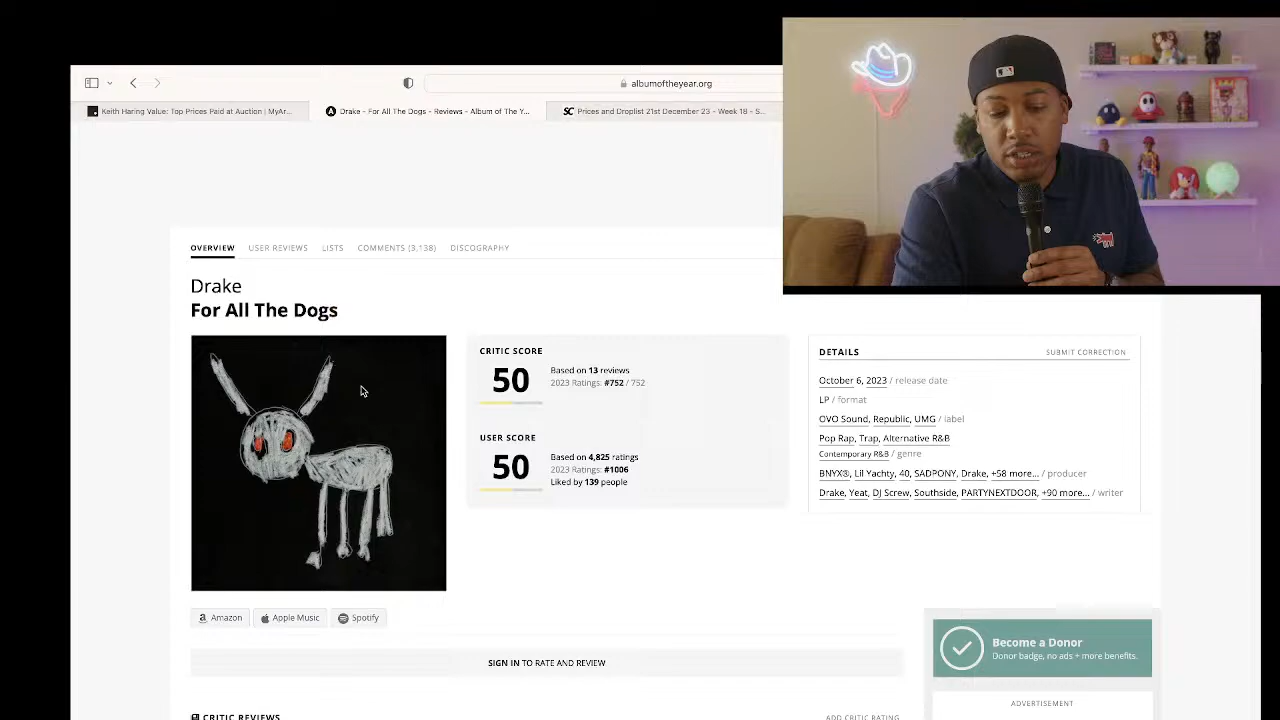 albumoftheyear.org
Keith Haring Value: Top Prices Paid at Auction | MyAr...
Drake - For All The Dogs - Reviews - Album of The Y...
SC Prices and Droplist 21st December 23 - Week 18 - S...
OVERVIEW USER REVIEWS LISTS COMMENTS (3,138) DISCOGRAPHY
Drake
For All The Dogs
CRITIC SCORE
50
Based on 13 reviews
2023 Ratings: #752 / 752
USER SCORE
50
Based on 4,825 ratings
2023 Ratings: #1006
Liked by 139 people
DETAILS
SUBMIT CORRECTION
October 6, 2023 / release date
LP / format
OVO Sound, Republic, UMG / label
Pop Rap, Trap, Alternative R&B
Contemporary R&B / genre
BNYX®, Lil Yachty, 40, SADPONY, Drake, +58 more... / producer
Drake, Yeat, DJ Screw, Southside, PARTYNEXTDOOR, +90 more... / writer
Amazon Apple Music Spotify
SIGN IN TO RATE AND REVIEW
Become a Donor
Donor badge, no ads + more benefits.
ADVERTISEMENT
CRITIC REVIEWS
ADD CRITIC RATING